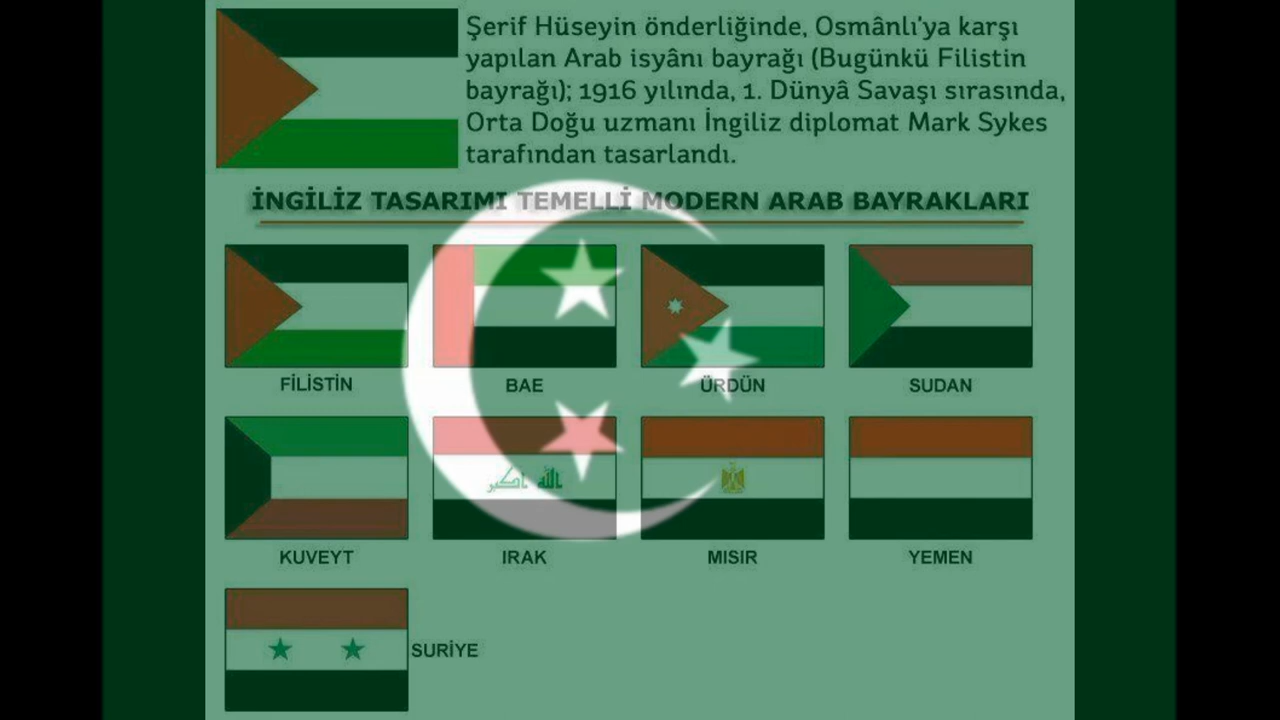 Şerif Hüseyin önderliğinde, Osmânlı'ya karşı
yapılan Arab isyânı bayrağı (Bugünkü Filistin
bayrağı); 1916 yılında, 1. Dünyâ Savaşı sırasında,
Orta Doğu uzmanı İngiliz diplomat Mark Sykes
tarafından tasarlandı.
İNGİLİZ TASARIMI TEMELLİ MODERN ARAB BAYRAKLARI
FİLİSTİN
BAE
ÜRDÜN
SUDAN
الله اكبر
KUVEYT
IRAK
MISIR
YEMEN
SURİYE